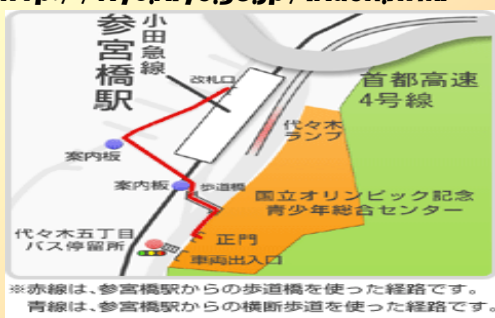 小田急線
参宮橋駅
改札口
首都高速
4号線
代々木
ランプ
案内板
案内板
歩道橋
国立オリンピック記念
青少年総合センター
代々木五丁目
バス停留所
正門
車両出入口
※赤線は、参宮橋駅からの歩道橋を使った経路です。
青線は、参宮橋駅からの横断歩道を使った経路です。